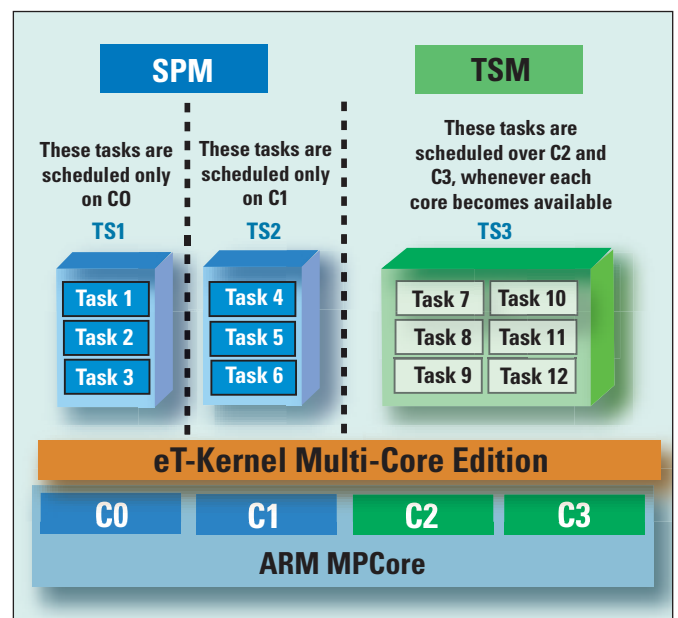 SPM
TSM
These tasks are
scheduled only
on C0
TS1
These tasks are
scheduled only
on C1
TS2
These tasks are
scheduled over C2 and
C3, whenever each
core becomes available
TS3
Task 1
Task 2
Task 3
Task 4
Task 5
Task 6
Task 7
Task 8
Task 9
Task 10
Task 11
Task 12
eT-Kernel Multi-Core Edition
C0
C1
C2
C3
ARM MPCore